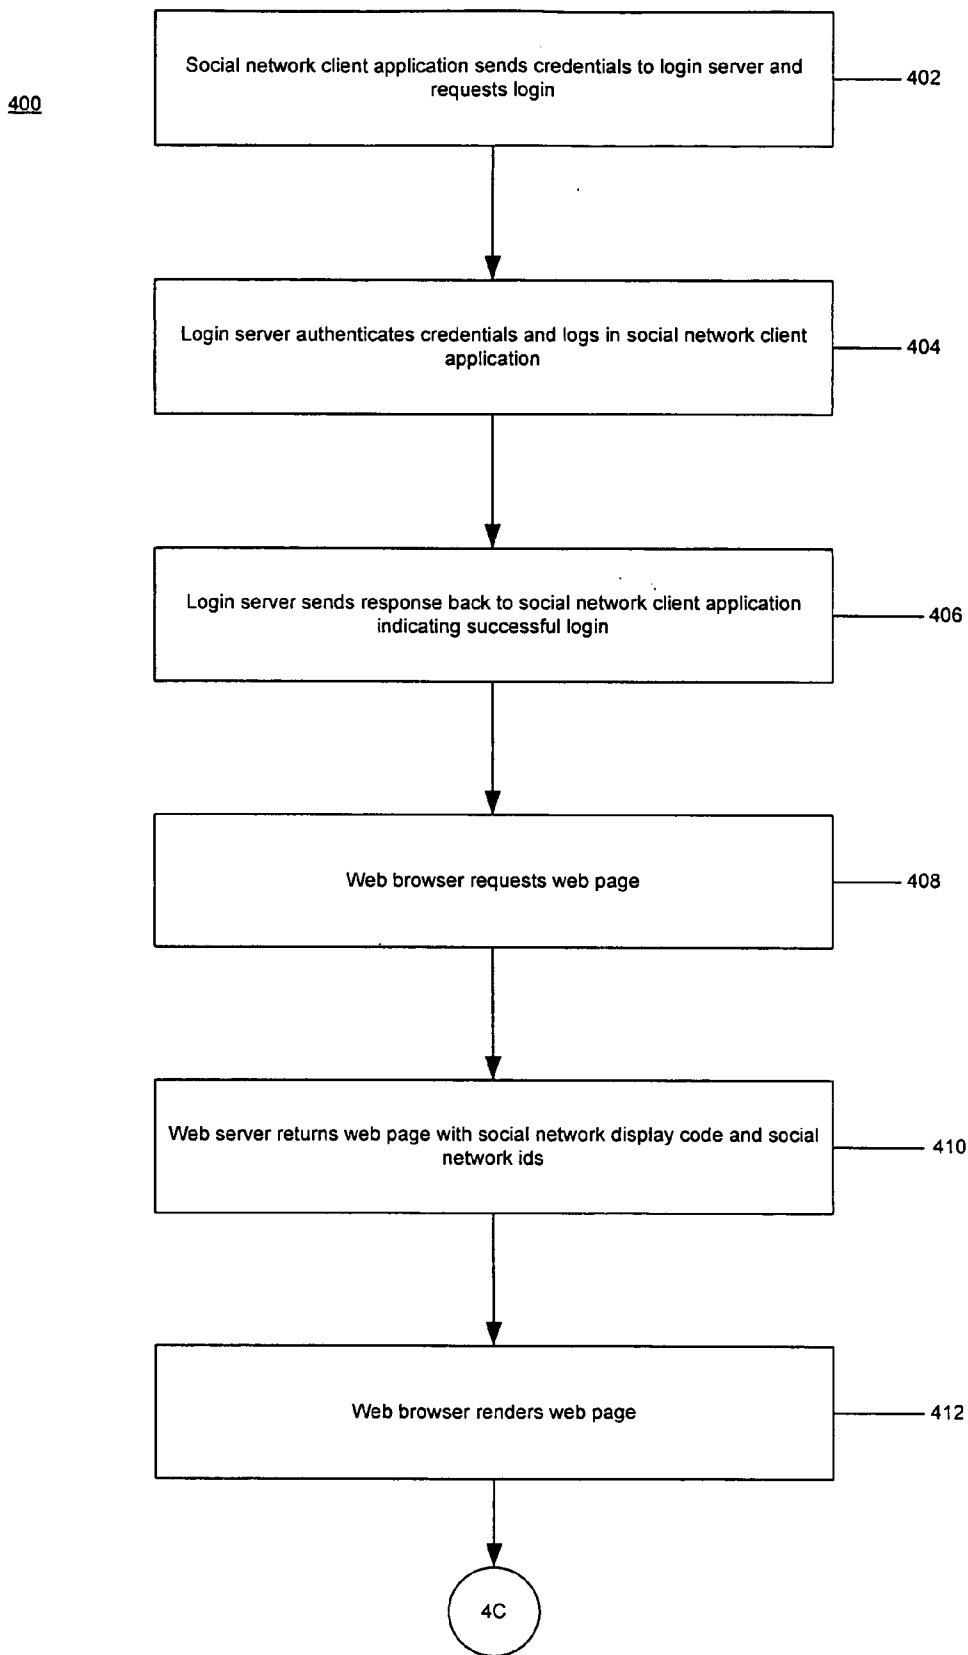 Social network client application sends credentials to login server and
requests login
402
400
Login server authenticates credentials and logs in social network client
application
404
Login server sends response back to social network client application
indicating successful login
406
Web browser requests web page
408
Web server returns web page with social network display code and social
network ids
410
Web browser renders web page
412
4C